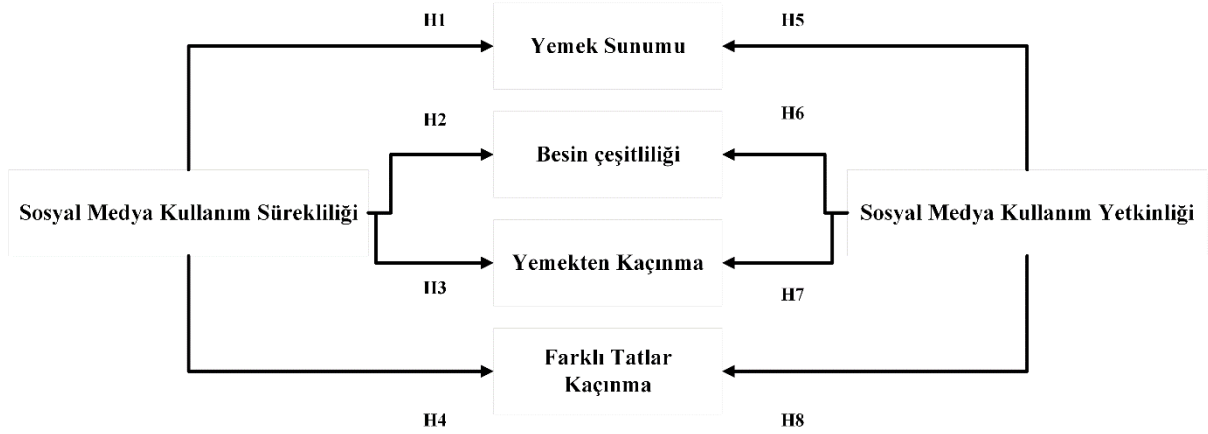 H1
Yemek Sunumu
H5
H2
Besin çeşitliliği
H6
Sosyal Medya Kullanım Sürekliliği
Sosyal Medya Kullanım Yetkinliği
H3
Yemekten Kaçınma
H7
Farklı Tatlar
Kaçınma
H4
H8